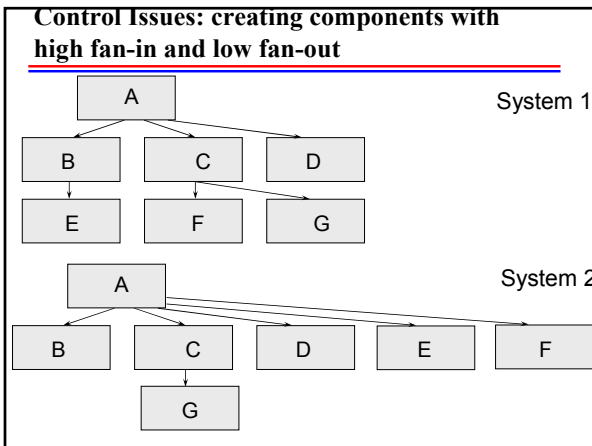 Control Issues: creating components with
high fan-in and low fan-out
A
System 1
B C D
E F G
A
System 2
B C D E F
G